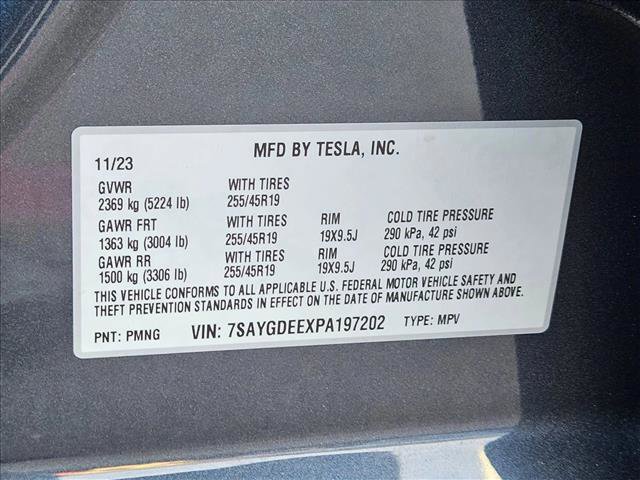 MFD BY TESLA, INC.
11/23
GVWR WITH TIRES
2369 kg (5224 lb) 255/45R19
GAWR FRT WITH TIRES RIM COLD TIRE PRESSURE
1363 kg (3004 lb) 255/45R19 19X9.5J 290 kPa, 42 psi
GAWR RR WITH TIRES RIM COLD TIRE PRESSURE
1500 kg (3306 lb) 255/45R19 19X9.5J 290 kPa, 42 psi
THIS VEHICLE CONFORMS TO ALL APPLICABLE U.S. FEDERAL MOTOR VEHICLE SAFETY AND
THEFT PREVENTION STANDARDS IN EFFECT ON THE DATE OF MANUFACTURE SHOWN ABOVE.
PNT: PMNG VIN: 7SAYGDEEXPA197202 TYPE: MPV